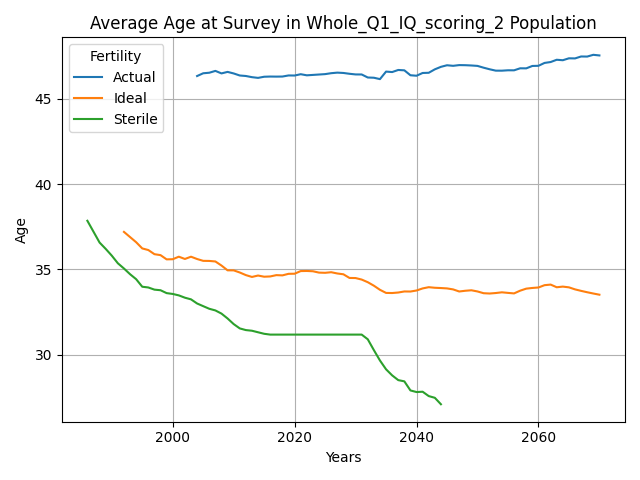 Average Age at Survey in Whole_Q1_IQ_scoring_2 Population
Fertility
Actual
Ideal
Sterile
Age
45
40
35
30
2000
2020
2040
2060
Years